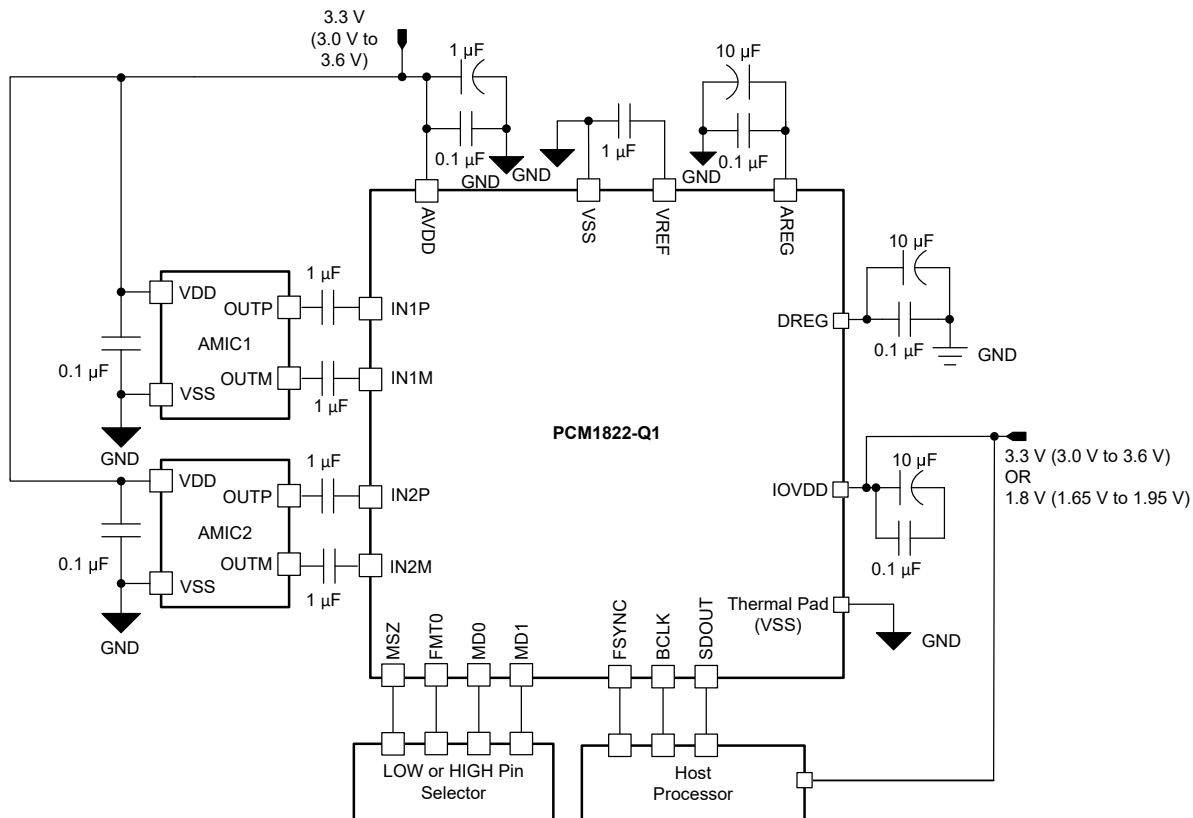 3.3 V
(3.0 V to
3.6 V)
1 µF
0.1 µF
GND
GND
1 µF
10 µF
0.1 µF
GND
AVDD
VSS
VREF
AREG
VDD
OUTP
AMIC1
OUTM
VSS
0.1 µF
GND
1 µF
1 µF
IN1P
IN1M
VDD
OUTP
AMIC2
OUTM
VSS
0.1 µF
GND
1 µF
1 µF
IN2P
IN2M
PCM1822-Q1
DREG
10 µF
0.1 µF
GND
IOVDD
10 µF
0.1 µF
3.3 V (3.0 V to 3.6 V)
OR
1.8 V (1.65 V to 1.95 V)
Thermal Pad
(VSS)
GND
MSZ
FMT0
MD0
MD1
FSYNC
BCLK
SDOUT
LOW or HIGH Pin
Selector
Host
Processor